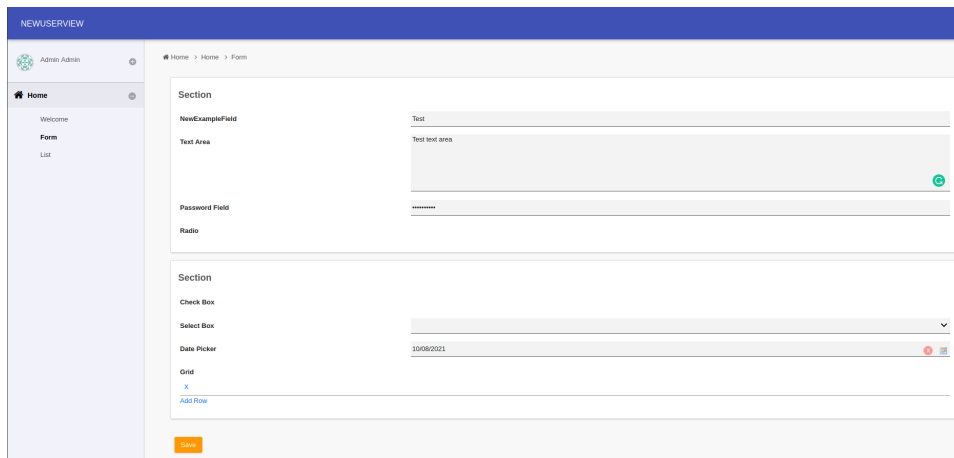 NEWUSERVIEW
Admin Admin
Home
Welcome
Form
List
Home > Home > Form
Section
NewExampleField Test
Text Area Test text area
Password Field ••••••••••
Radio
Section
Check Box
Select Box
Date Picker 10/08/2021
Grid
X
Add Row
Save